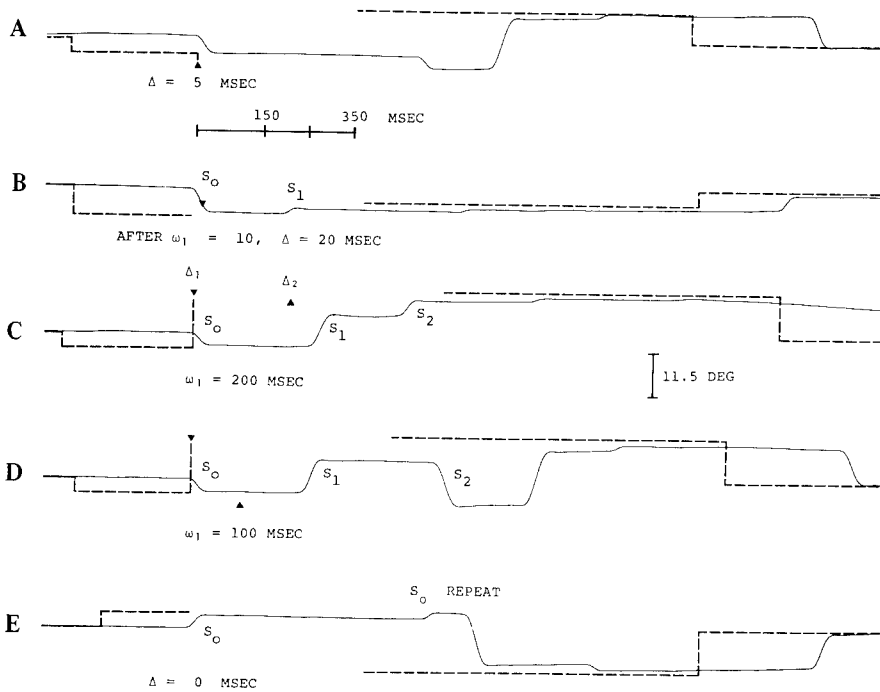 A
Δ = 5 MSEC
150 350 MSEC
B S₀ S₁
AFTER ω₁ = 10, Δ = 20 MSEC
Δ₁ Δ₂
C S₀ S₁ S₂
ω₁ = 200 MSEC
11.5 DEG
D S₀ S₁ S₂
ω₁ = 100 MSEC
S₀ REPEAT
E S₀
Δ = 0 MSEC